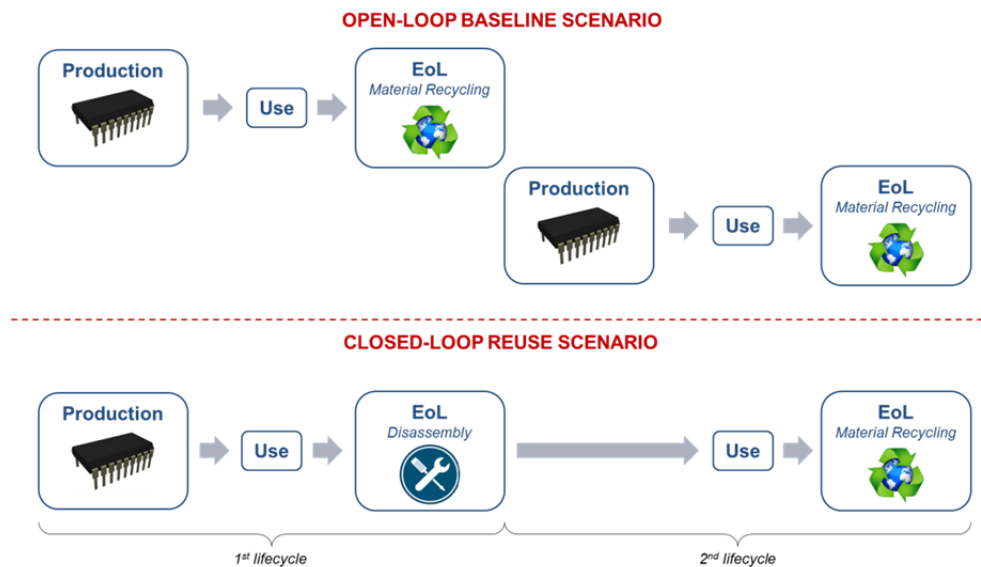 OPEN-LOOP BASELINE SCENARIO
Production
Use
EoL
Material Recycling
Production
Use
EoL
Material Recycling
CLOSED-LOOP REUSE SCENARIO
Production
Use
EoL
Disassembly
Use
EoL
Material Recycling
1st lifecycle
2nd lifecycle